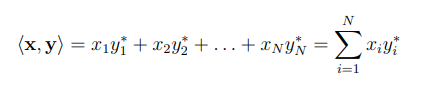 ⟨x, y⟩ = x₁y₁* + x₂y₂* + . . . + x_N y_N* = ∑_{i=1}^{N} x_i y_i*